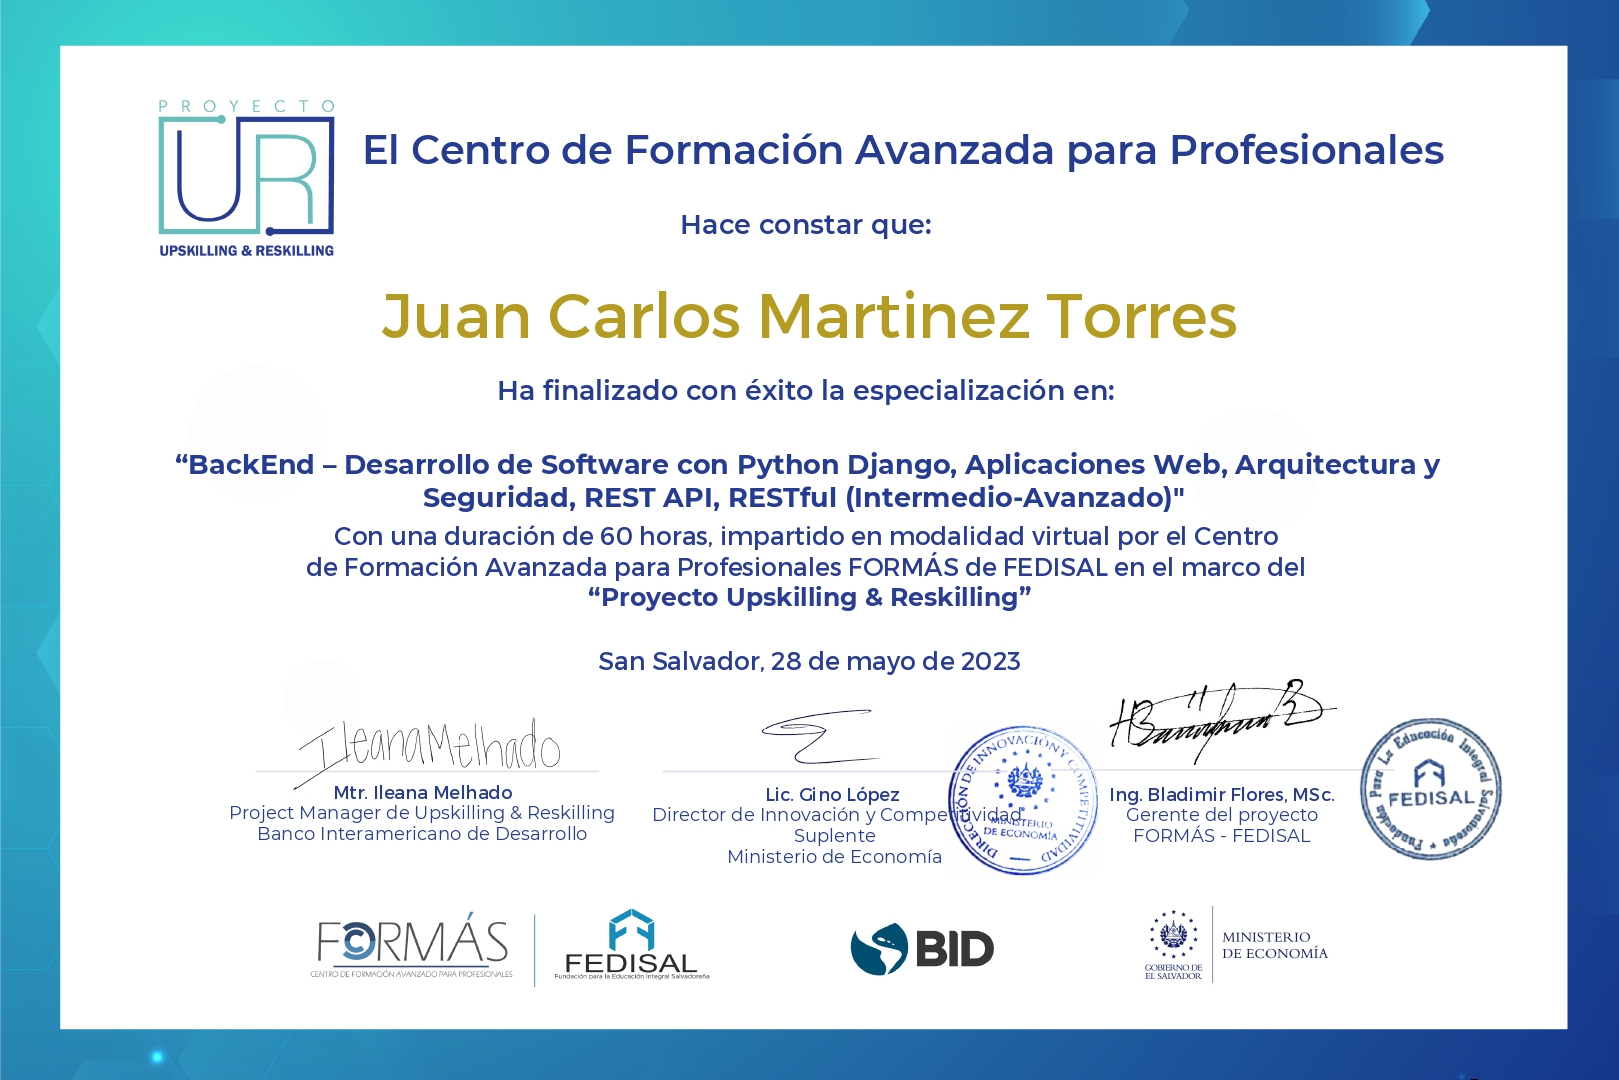 PROYECTO
UR
UPSKILLING & RESKILLING
El Centro de Formación Avanzada para Profesionales
Hace constar que:
Juan Carlos Martinez Torres
Ha finalizado con éxito la especialización en:
“BackEnd – Desarrollo de Software con Python Django, Aplicaciones Web, Arquitectura y
Seguridad, REST API, RESTful (Intermedio-Avanzado)"
Con una duración de 60 horas, impartido en modalidad virtual por el Centro
de Formación Avanzada para Profesionales FORMÁS de FEDISAL en el marco del
“Proyecto Upskilling & Reskilling”
San Salvador, 28 de mayo de 2023
Ileana Melhado
Mtr. Ileana Melhado
Project Manager de Upskilling & Reskilling
Banco Interamericano de Desarrollo
Lic. Gino López
Director de Innovación y Competitividad
Suplente
Ministerio de Economía
DIRECCIÓN DE INNOVACIÓN Y COMPETITIVIDAD
MINISTERIO
DE ECONOMÍA
Ing. Bladimir Flores, MSc.
Gerente del proyecto
FORMÁS - FEDISAL
Fundación Para La Educación Integral Salvadoreña
FEDISAL
FORMÁS
CENTRO DE FORMACIÓN AVANZADO PARA PROFESIONALES
FEDISAL
Fundación para la Educación Integral Salvadoreña
BID
GOBIERNO DE
EL SALVADOR
MINISTERIO
DE ECONOMÍA